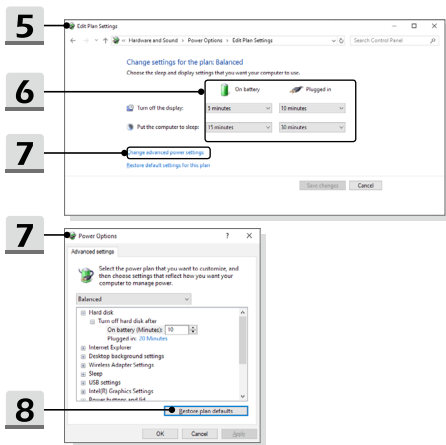 5
Edit Plan Settings
« Hardware and Sound › Power Options › Edit Plan Settings
Search Control Panel
Change settings for the plan: Balanced
Choose the sleep and display settings that you want your computer to use.
6
On battery Plugged in
Turn off the display: 5 minutes 10 minutes
Put the computer to sleep: 15 minutes 30 minutes
7
Change advanced power settings
Restore default settings for this plan
Save changes Cancel
7
Power Options ? ×
Advanced settings
Select the power plan that you want to customize, and
then choose settings that reflect how you want your
computer to manage power.
Balanced
Hard disk
Turn off hard disk after
On battery (Minutes): 10
Plugged in: 20 Minutes
Internet Explorer
Desktop background settings
Wireless Adapter Settings
Sleep
USB settings
Intel(R) Graphics Settings
Power buttons and lid
8
Restore plan defaults
OK Cancel Apply